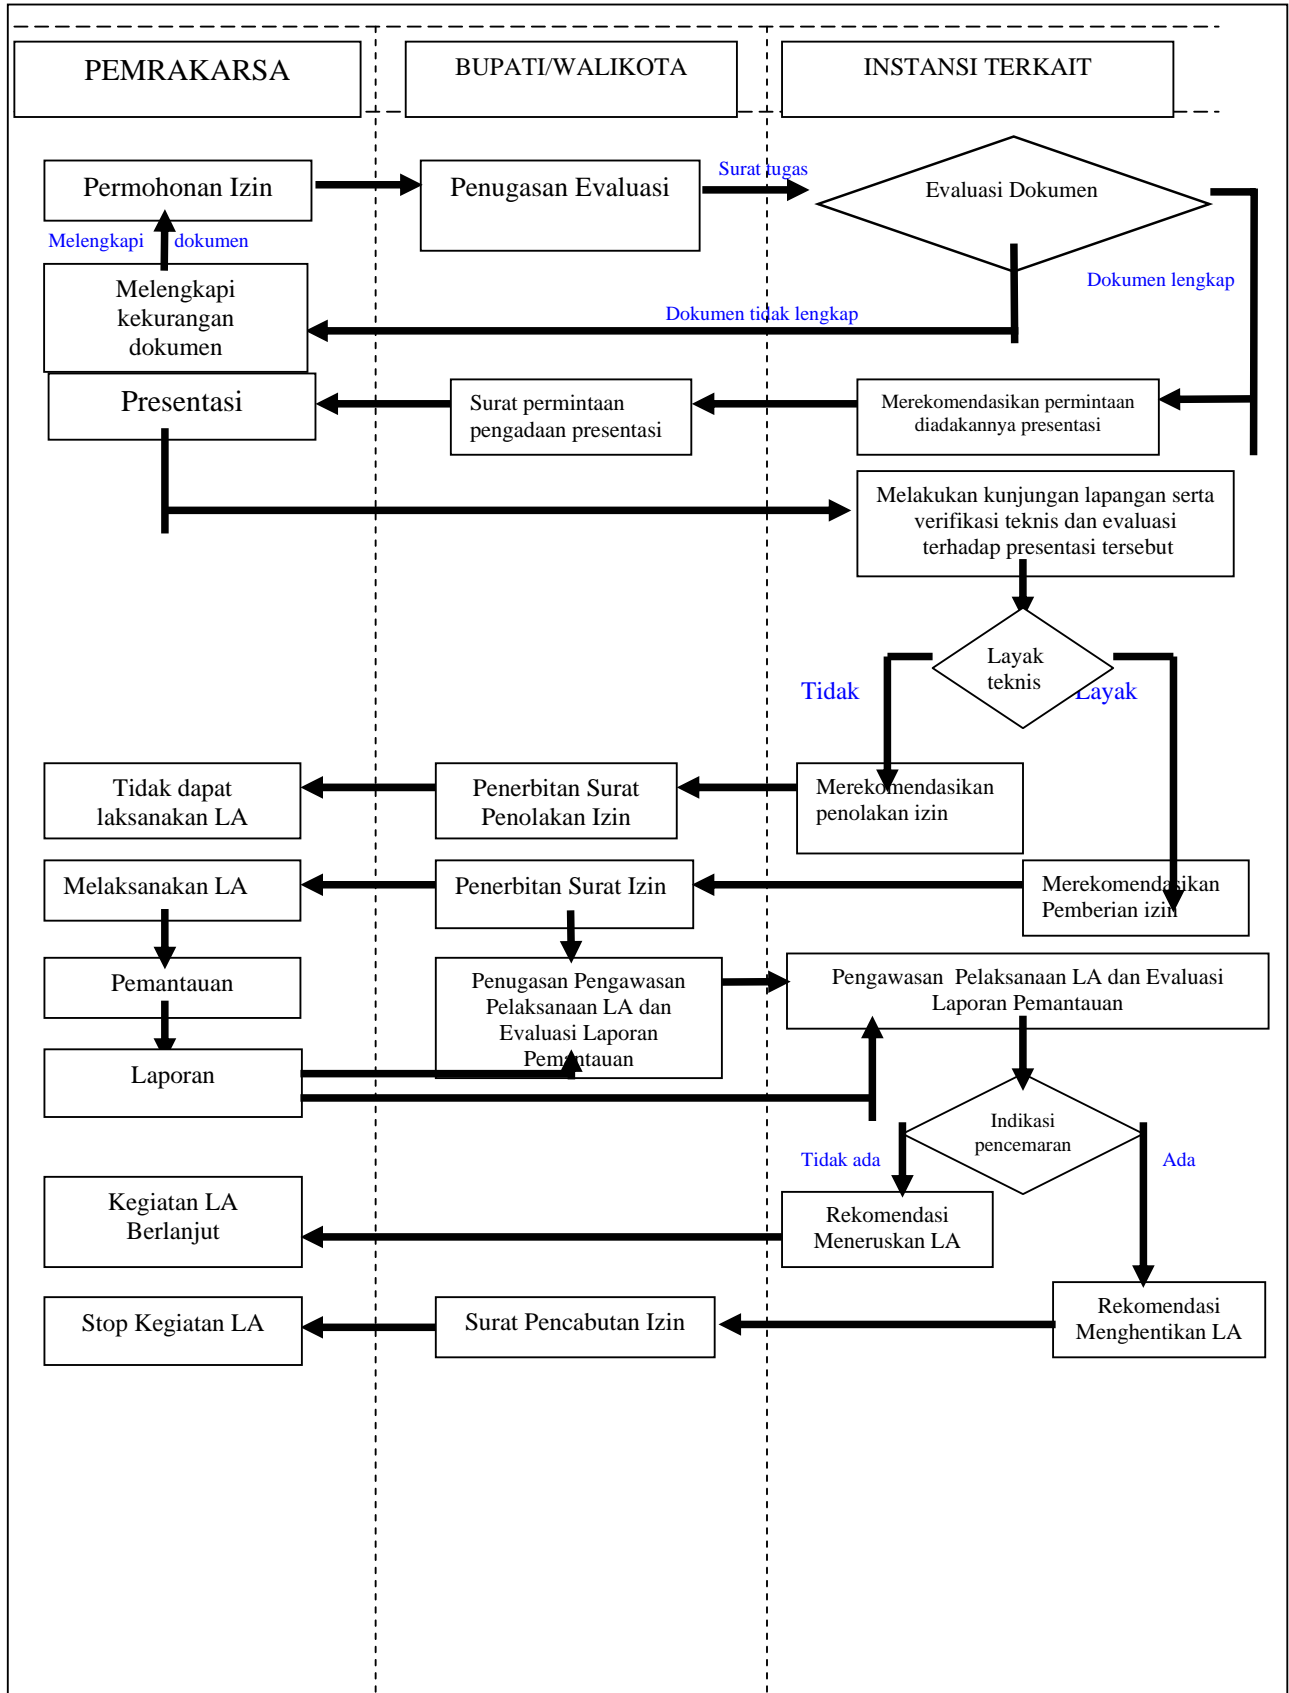 PEMRAKARSA
BUPATI/WALIKOTA
INSTANSI TERKAIT
Permohonan Izin
Penugasan Evaluasi
Surat tugas
Evaluasi Dokumen
Melengkapi dokumen
Melengkapi
kekurangan
dokumen
Dokumen tidak lengkap
Dokumen lengkap
Presentasi
Surat permintaan
pengadaan presentasi
Merekomendasikan permintaan
diadakannya presentasi
Melakukan kunjungan lapangan serta
verifikasi teknis dan evaluasi
terhadap presentasi tersebut
Layak
teknis
Tidak
Layak
Tidak dapat
laksanakan LA
Penerbitan Surat
Penolakan Izin
Merekomendasikan
penolakan izin
Melaksanakan LA
Penerbitan Surat Izin
Merekomendasikan
Pemberian izin
Pemantauan
Penugasan Pengawasan
Pelaksanaan LA dan
Evaluasi Laporan
Pemantauan
Pengawasan Pelaksanaan LA dan Evaluasi
Laporan Pemantauan
Laporan
Indikasi
pencemaran
Tidak ada
Ada
Kegiatan LA
Berlanjut
Rekomendasi
Meneruskan LA
Stop Kegiatan LA
Surat Pencabutan Izin
Rekomendasi
Menghentikan LA